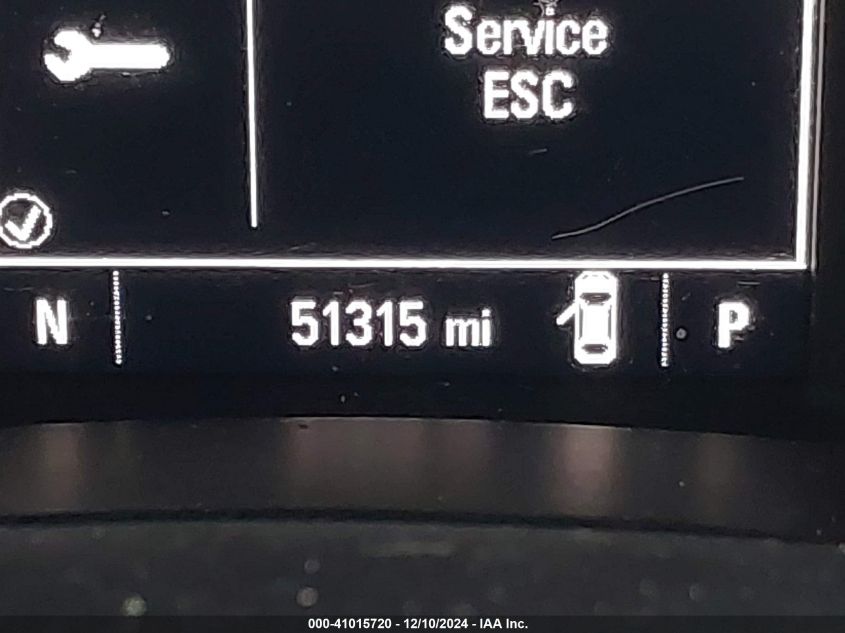 Service
ESC
N 51315 mi P
000-41015720 - 12/10/2024 - IAA Inc.